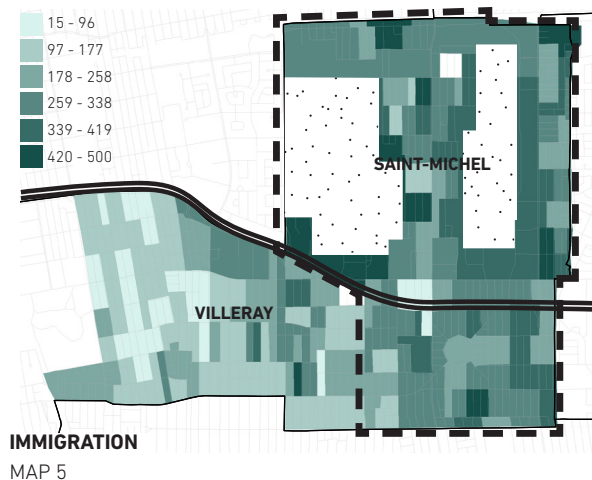 15 - 96
97 - 177
178 - 258
259 - 338
339 - 419
420 - 500
SAINT-MICHEL
VILLERAY
IMMIGRATION
MAP 5